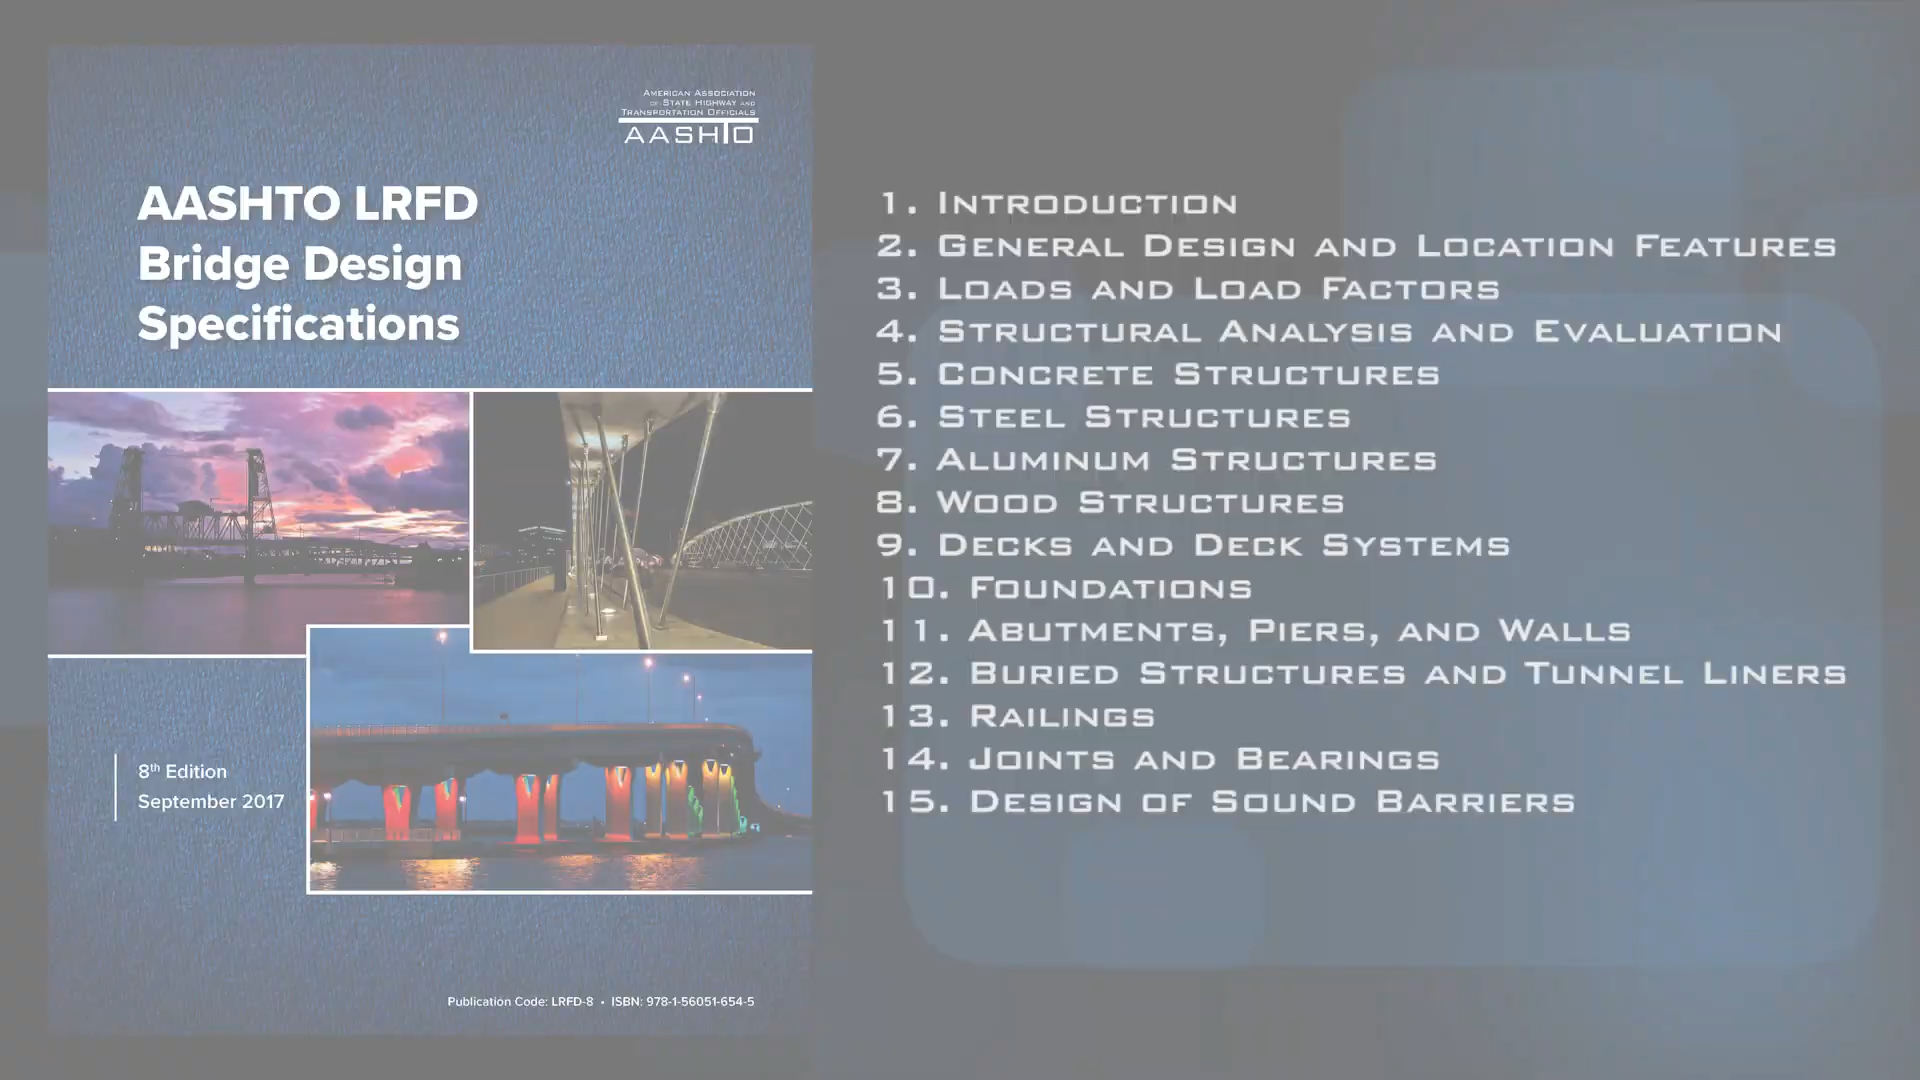 AMERICAN ASSOCIATION
OF STATE HIGHWAY AND
TRANSPORTATION OFFICIALS
AASHTO
AASHTO LRFD
Bridge Design
Specifications
8th Edition
September 2017
Publication Code: LRFD-8 • ISBN: 978-1-56051-654-5
1. INTRODUCTION
2. GENERAL DESIGN AND LOCATION FEATURES
3. LOADS AND LOAD FACTORS
4. STRUCTURAL ANALYSIS AND EVALUATION
5. CONCRETE STRUCTURES
6. STEEL STRUCTURES
7. ALUMINUM STRUCTURES
8. WOOD STRUCTURES
9. DECKS AND DECK SYSTEMS
10. FOUNDATIONS
11. ABUTMENTS, PIERS, AND WALLS
12. BURIED STRUCTURES AND TUNNEL LINERS
13. RAILINGS
14. JOINTS AND BEARINGS
15. DESIGN OF SOUND BARRIERS